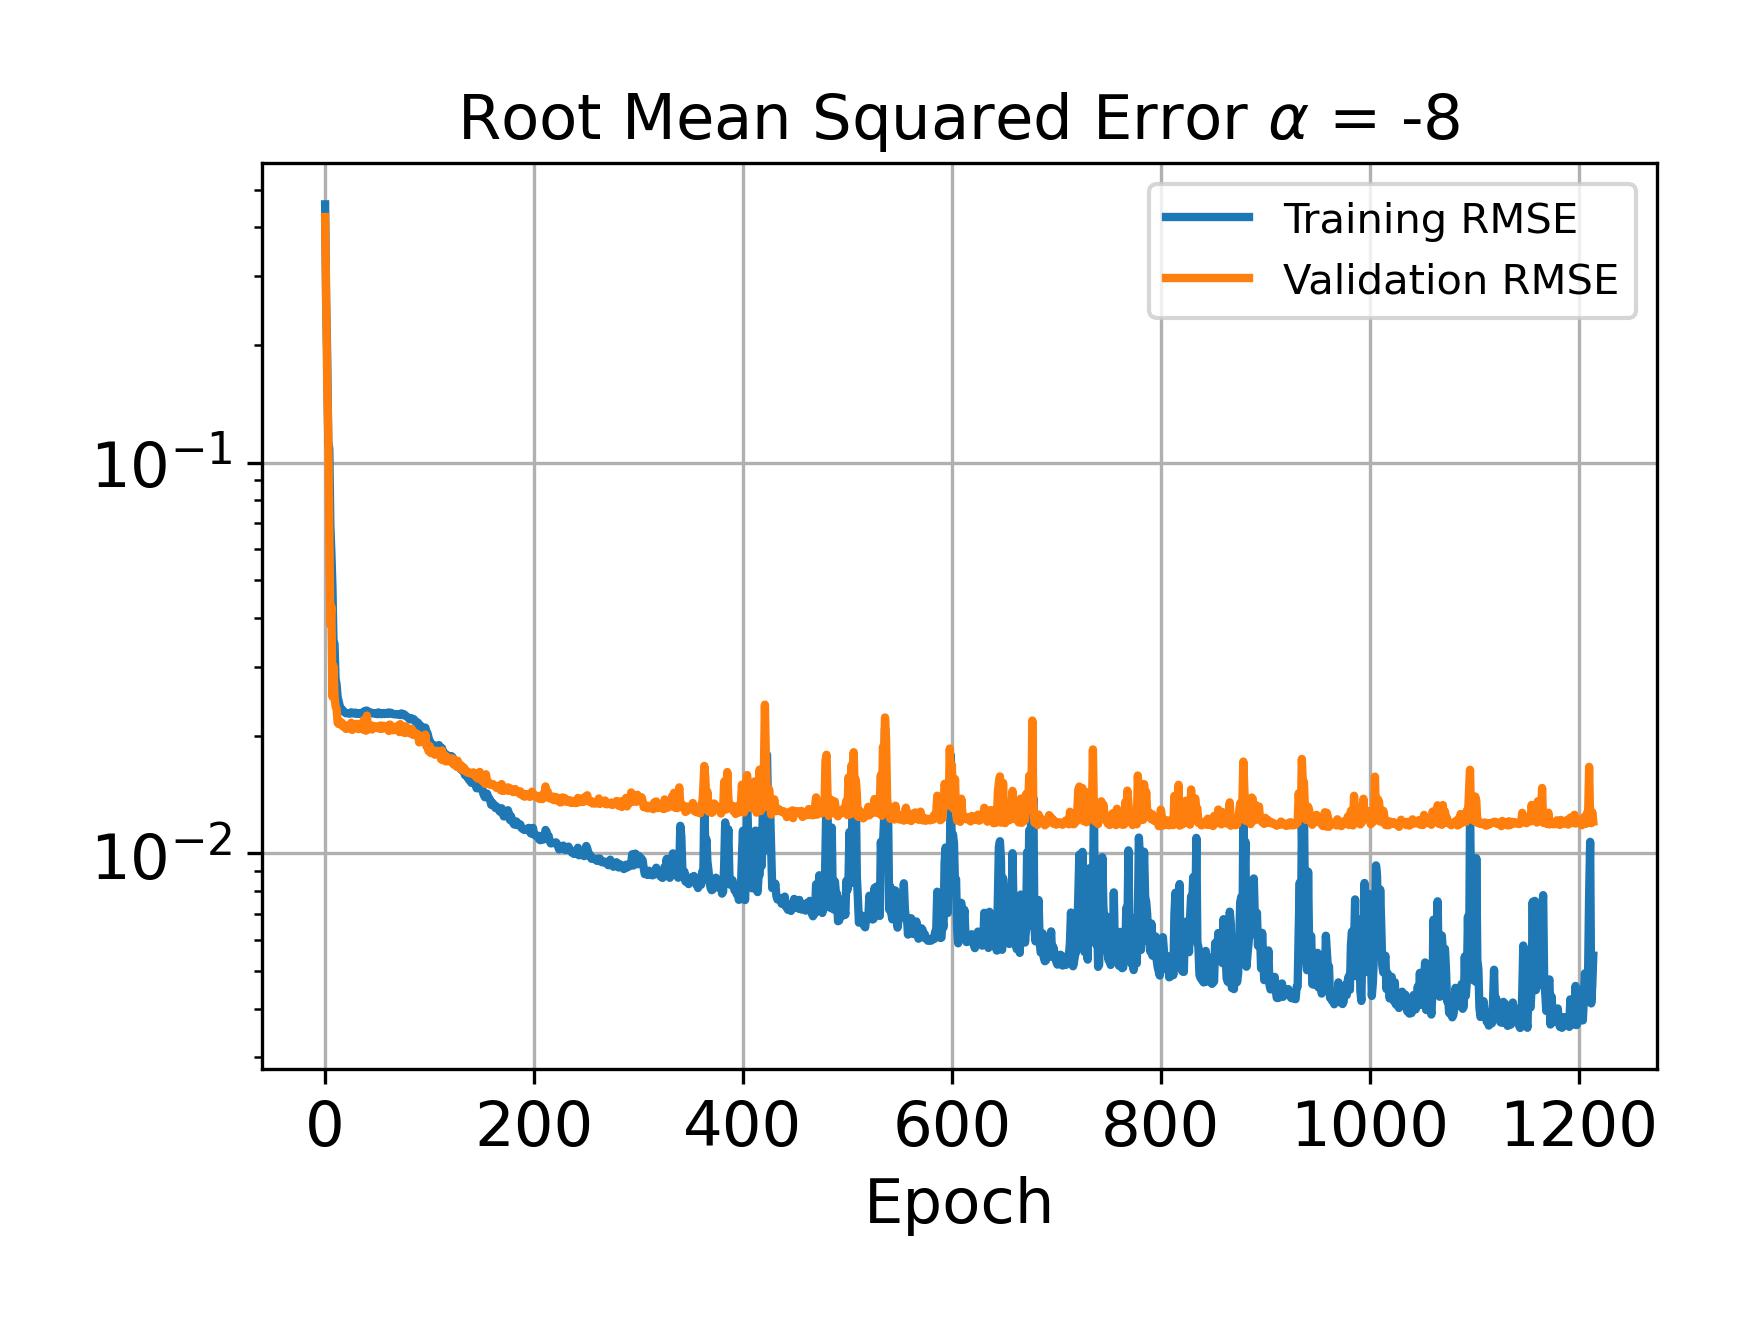 Root Mean Squared Error α = -8
Training RMSE
Validation RMSE
10⁻¹
10⁻²
0 200 400 600 800 1000 1200
Epoch